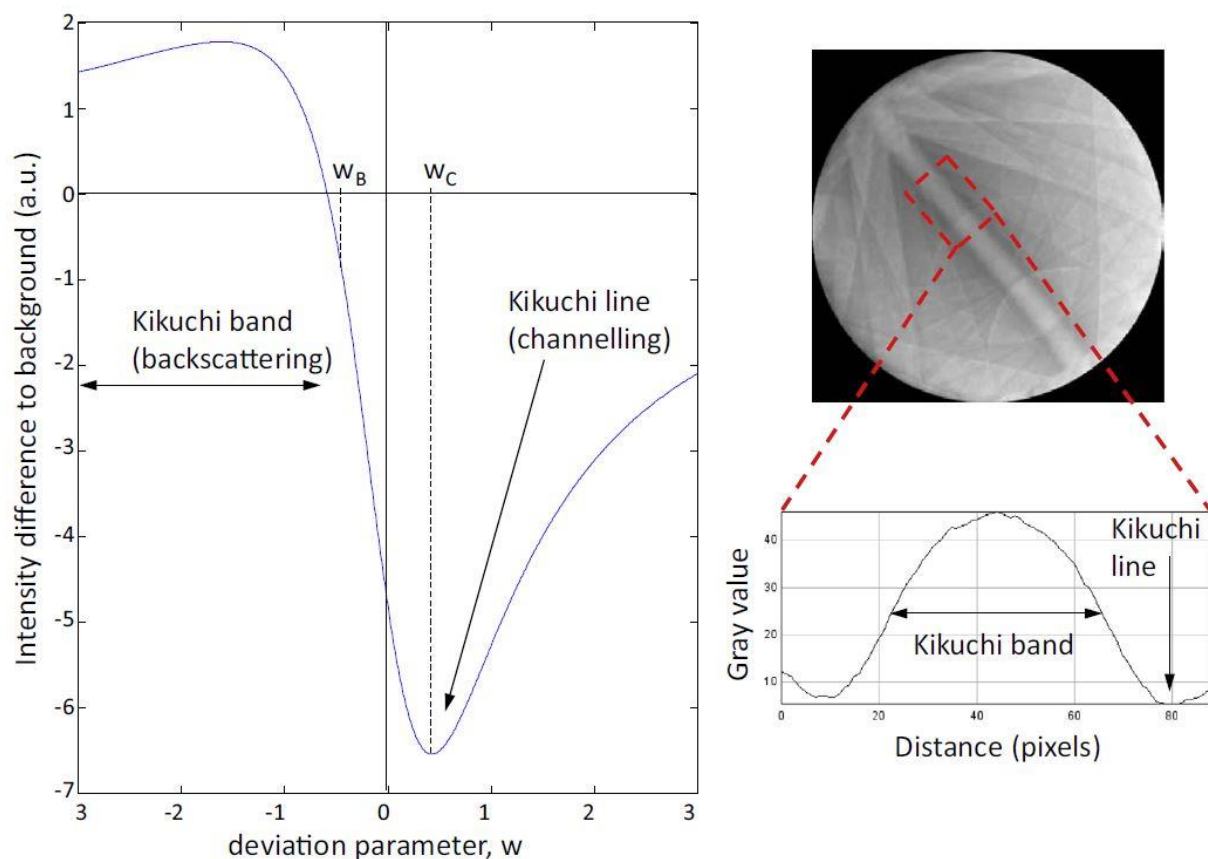 2
1
0
-1
-2
-3
-4
-5
-6
-7
Intensity difference to background (a.u.)
w_B
w_C
Kikuchi band
(backscattering)
Kikuchi line
(channelling)
3
-2
-1
0
1
2
3
deviation parameter, w
40
30
20
10
Gray value
Kikuchi
line
Kikuchi band
0
20
40
60
80
Distance (pixels)